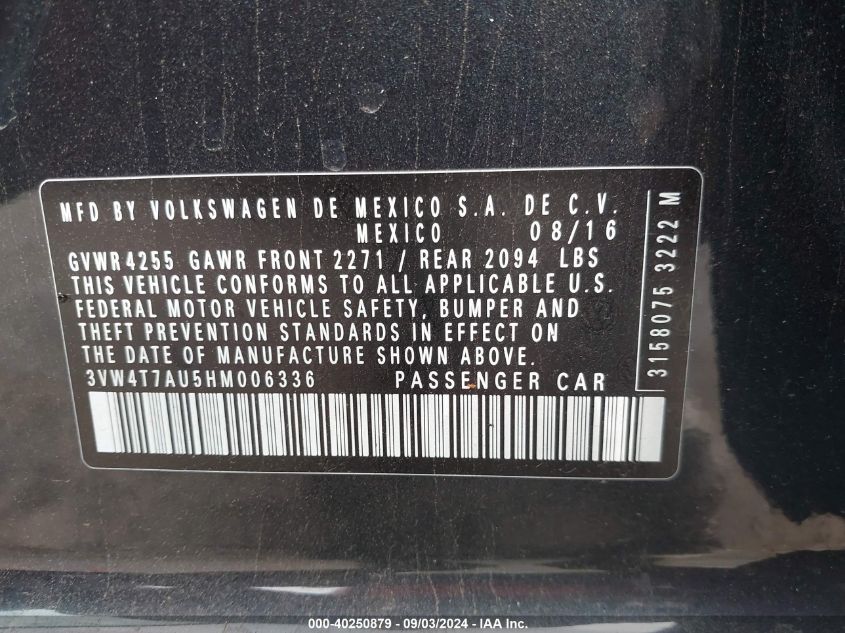 MFD BY VOLKSWAGEN DE MEXICO S.A. DE C.V.
MEXICO 08/16
GVWR 4255 GAWR FRONT 2271 / REAR 2094 LBS
THIS VEHICLE CONFORMS TO ALL APPLICABLE U.S.
FEDERAL MOTOR VEHICLE SAFETY, BUMPER AND
THEFT PREVENTION STANDARDS IN EFFECT ON
THE DATE OF MANUFACTURE SHOWN ABOVE.
3VW4T7AU5HM006336 PASSENGER CAR
3158075 3222 M
000-40250879 - 09/03/2024 - © IAA, Inc.